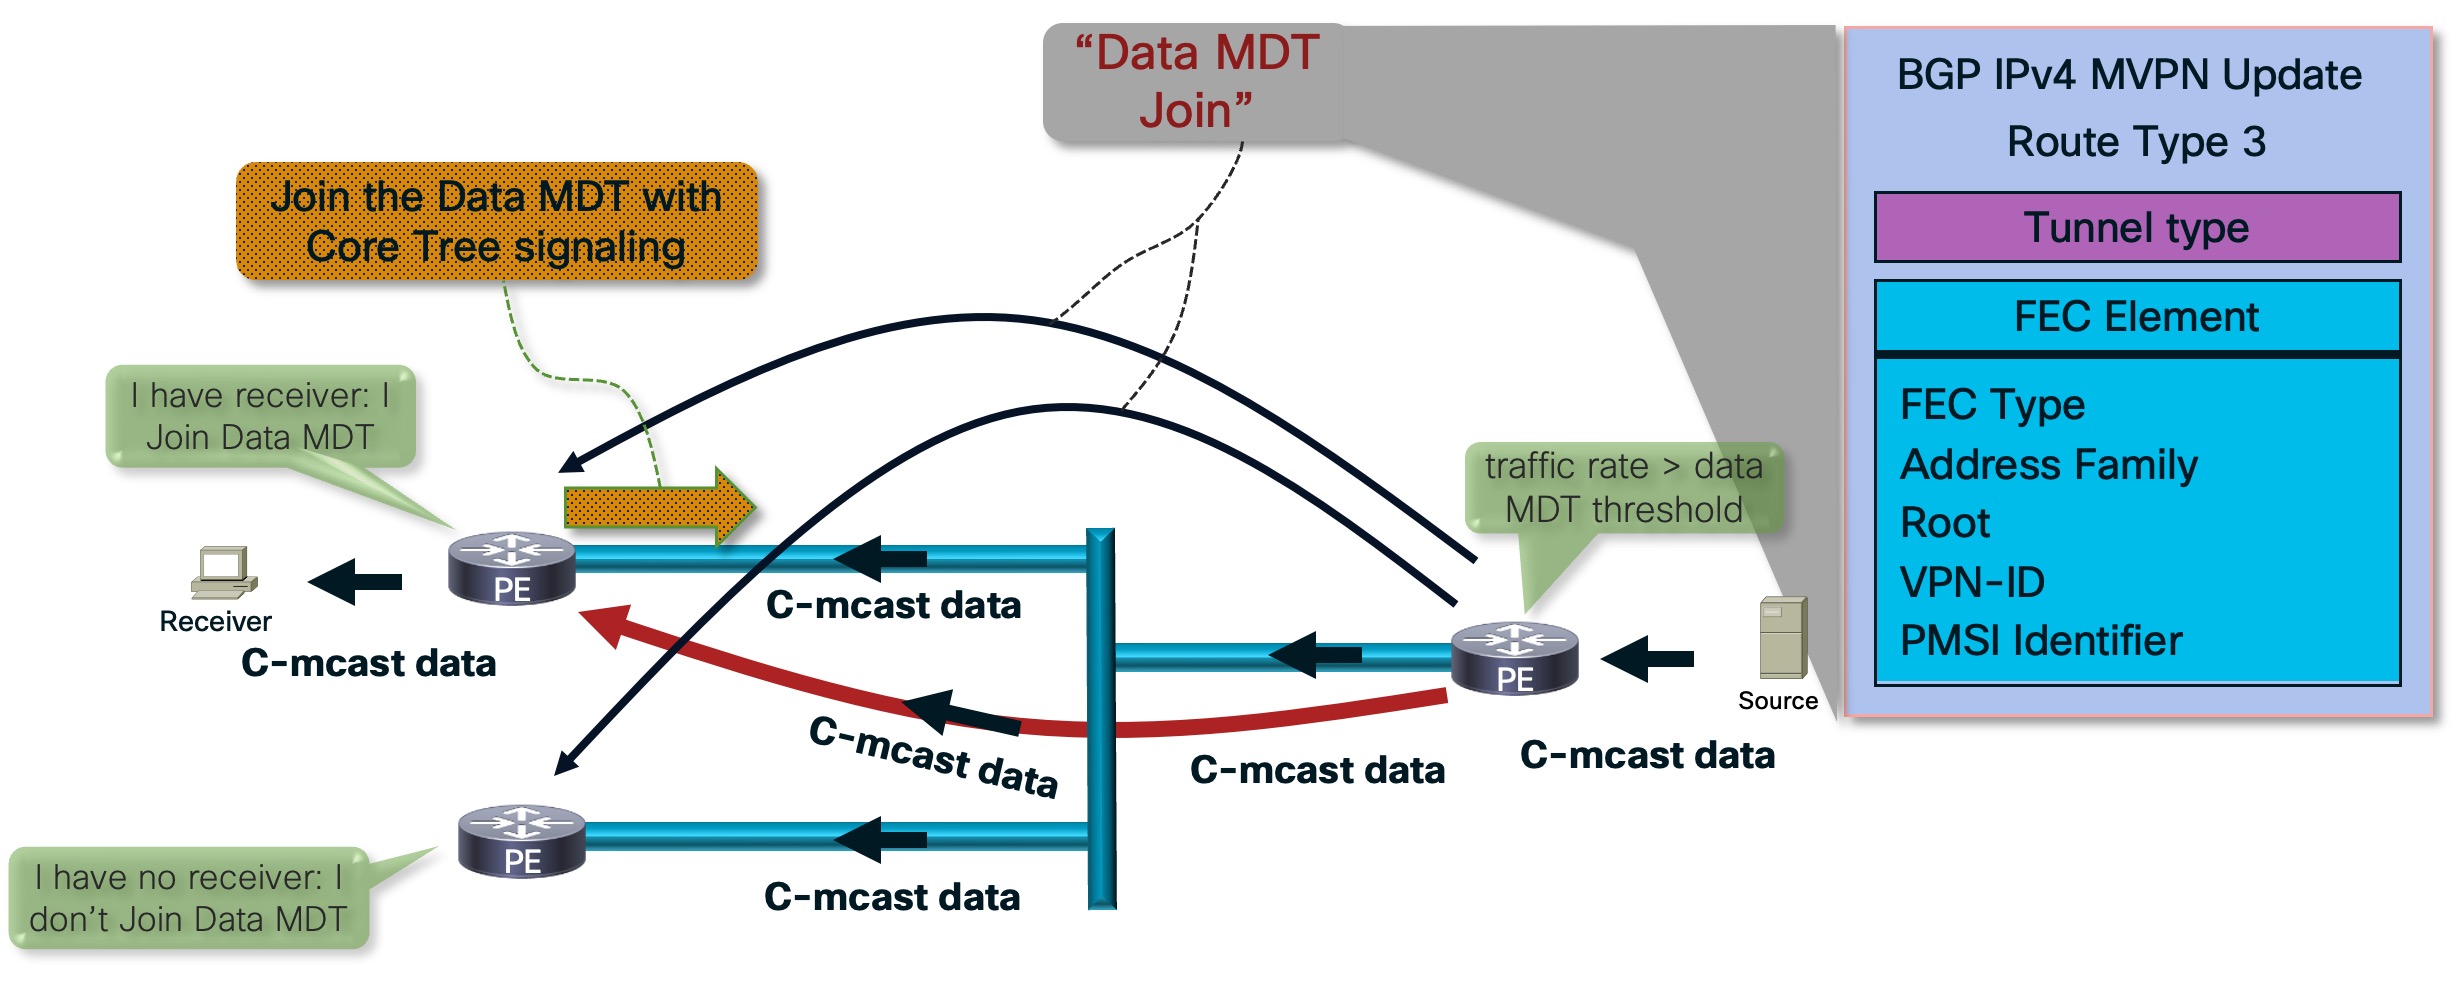 “Data MDT
Join”
BGP IPv4 MVPN Update
Route Type 3
Tunnel type
FEC Element
FEC Type
Address Family
Root
VPN-ID
PMSI Identifier
Join the Data MDT with
Core Tree signaling
I have receiver: I
Join Data MDT
traffic rate > data
MDT threshold
PE
Receiver
C-mcast data
C-mcast data
PE
Source
C-mcast data
C-mcast data
C-mcast data
PE
I have no receiver: I
don’t Join Data MDT
C-mcast data